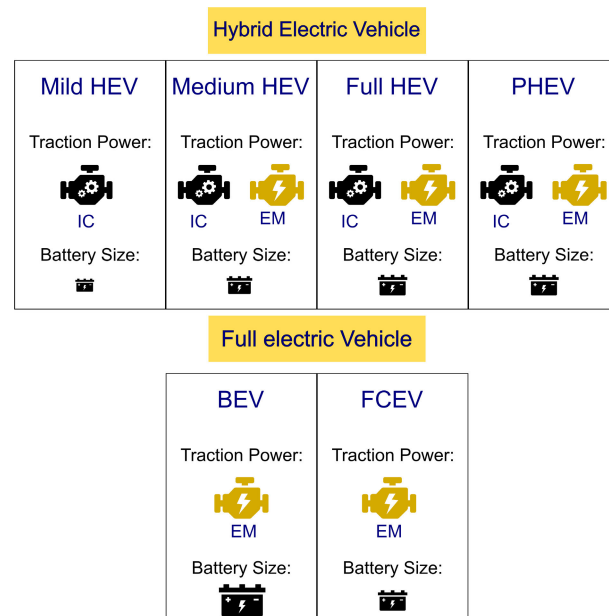 Hybrid Electric Vehicle
Mild HEV
Traction Power:
IC
Battery Size:
Medium HEV
Traction Power:
IC
EM
Battery Size:
Full HEV
Traction Power:
IC
EM
Battery Size:
PHEV
Traction Power:
IC
EM
Battery Size:
Full electric Vehicle
BEV
Traction Power:
EM
Battery Size:
FCEV
Traction Power:
EM
Battery Size: